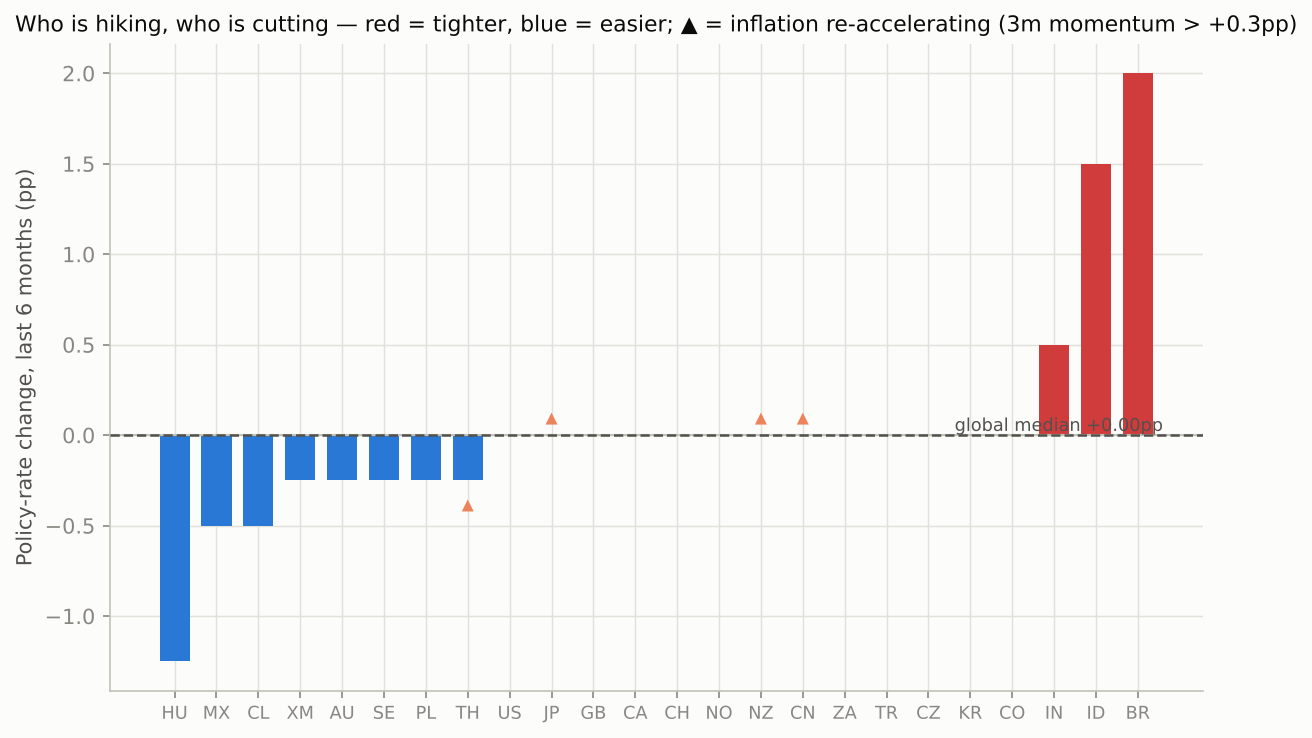 Who is hiking, who is cutting — red = tighter, blue = easier; ▲ = inflation re-accelerating (3m momentum > +0.3pp)
Policy-rate change, last 6 months (pp)
2.0
1.5
1.0
0.5
0.0
−0.5
−1.0
global median +0.00pp
HU MX CL XM AU SE PL TH US JP GB CA CH NO NZ CN ZA TR CZ KR CO IN ID BR